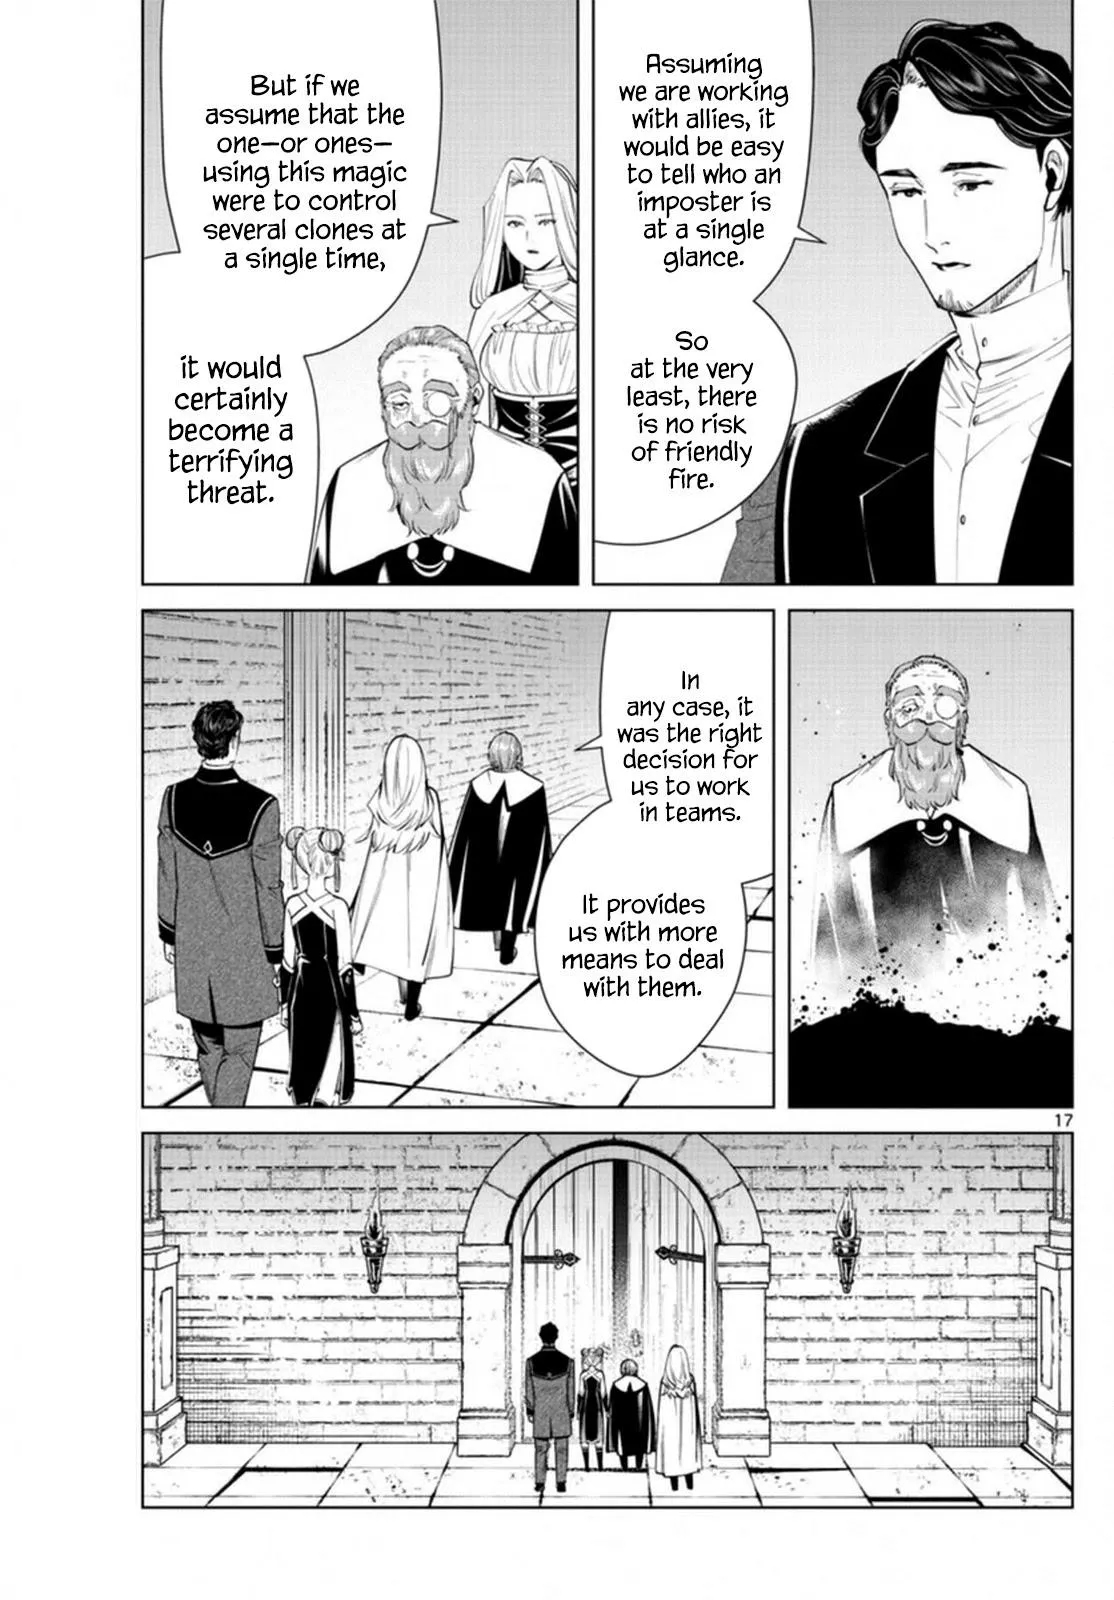 Assuming
we are working
with allies, it
would be easy
to tell who an
imposter is
at a single
glance.
So
at the very
least, there
is no risk
of friendly
fire.
But if we
assume that the
one—or ones—
using this magic
were to control
several clones at
a single time,
it would
certainly
become a
terrifying
threat.
In
any case, it
was the right
decision for
us to work
in teams.
It provides
us with more
means to deal
with them.
17